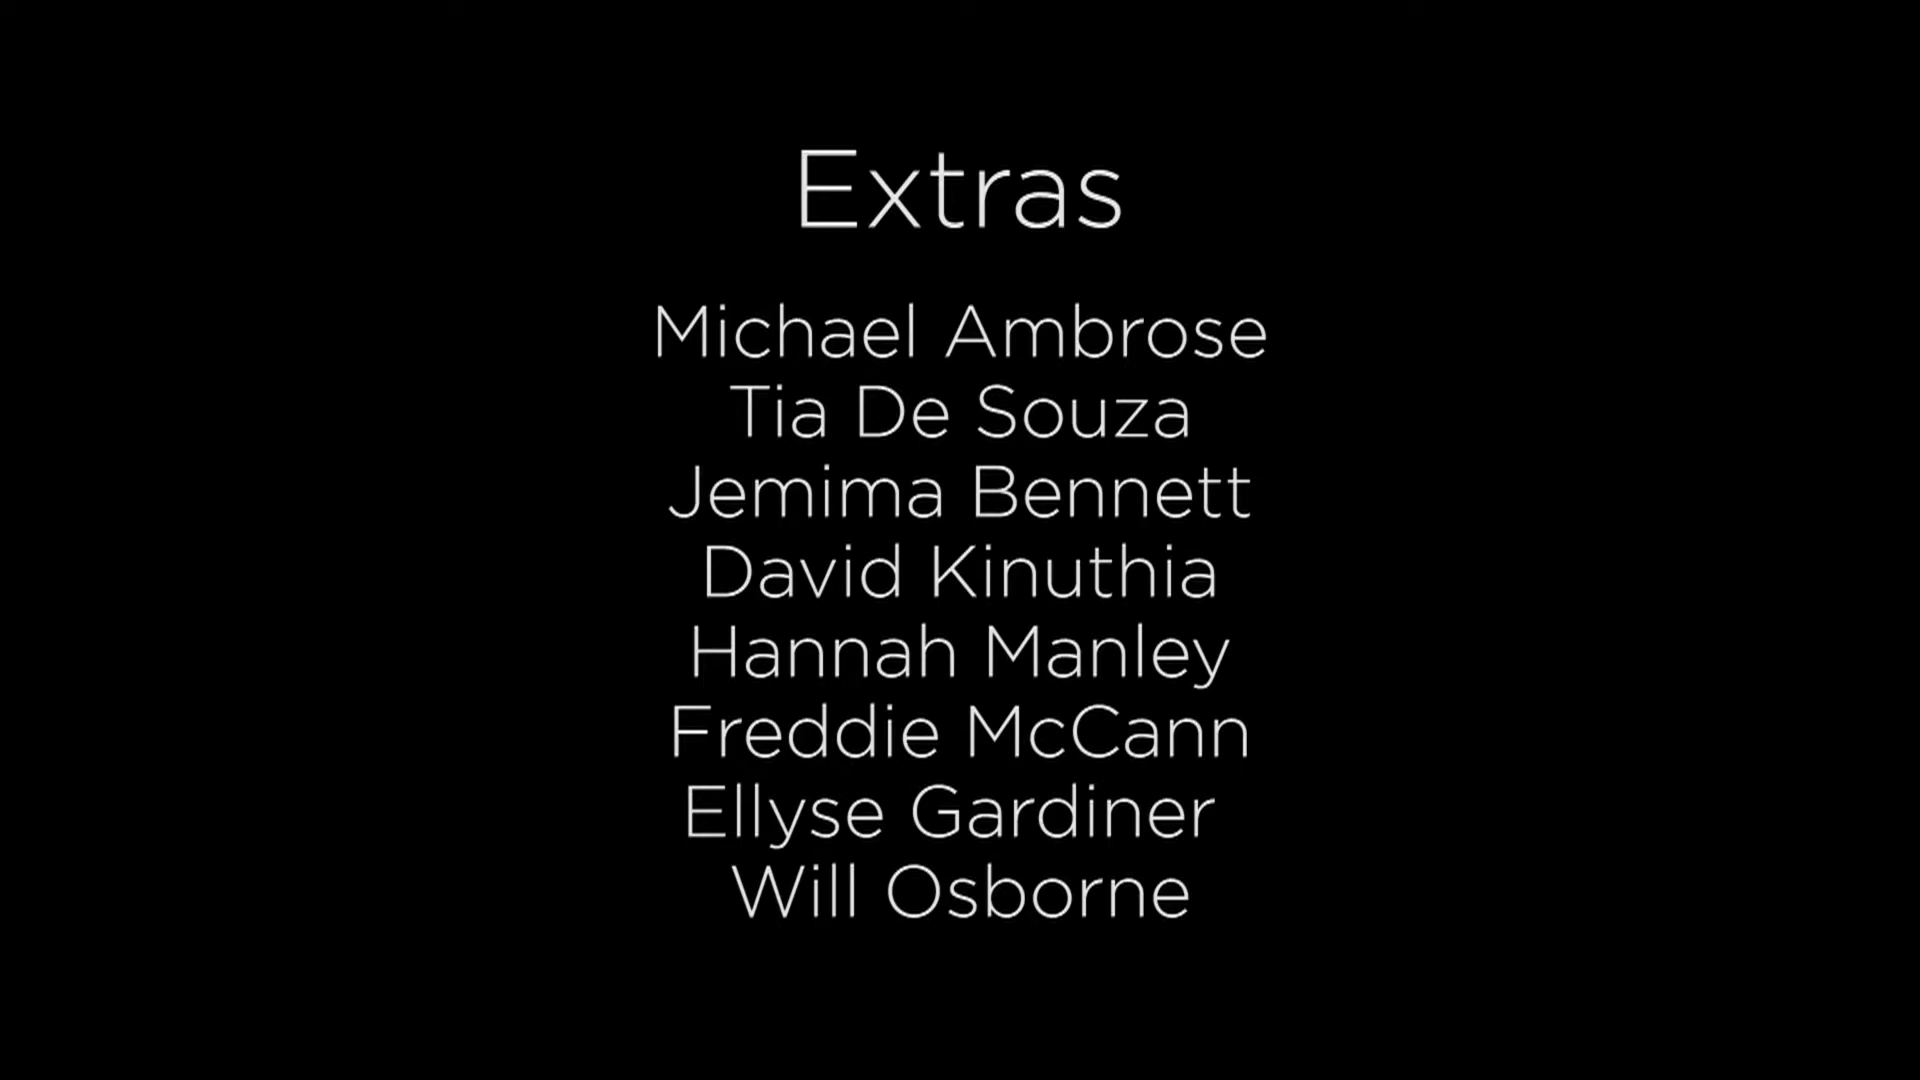 Extras
Michael Ambrose
Tia De Souza
Jemima Bennett
David Kinuthia
Hannah Manley
Freddie McCann
Ellyse Gardiner
Will Osborne